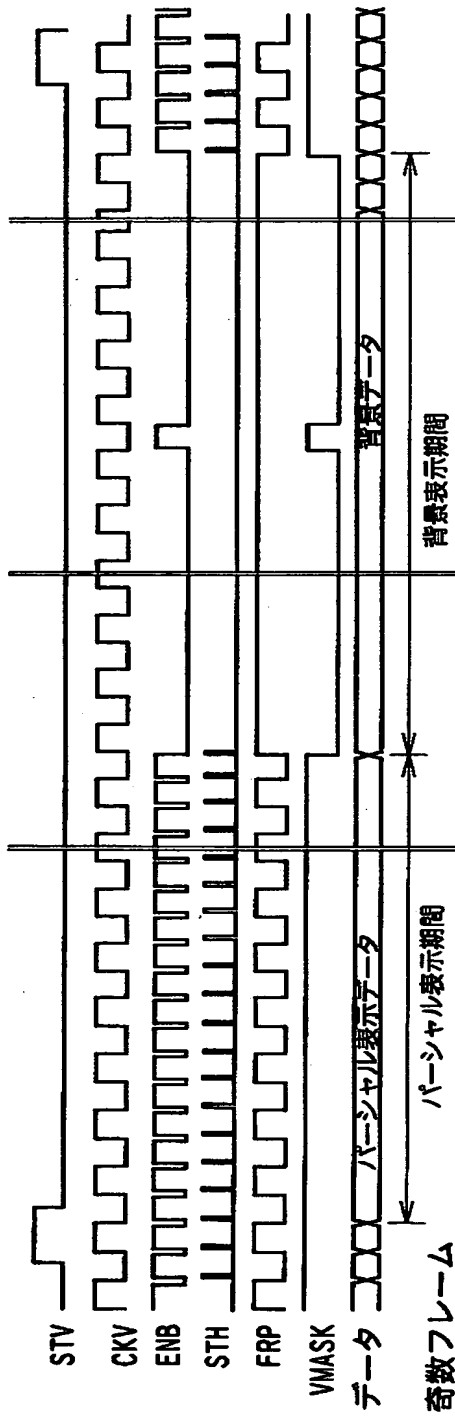 STV
CKV
ENB
STH
FRP
VMASK
データ
パーシャル表示データ
背景データ
パーシャル表示期間
背景表示期間
奇数フレーム